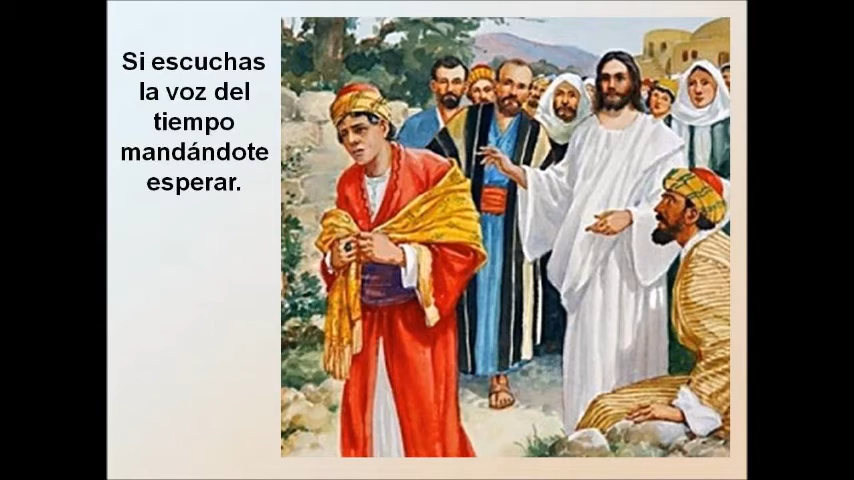 Si escuchas
la voz del
tiempo
mandándote
esperar.